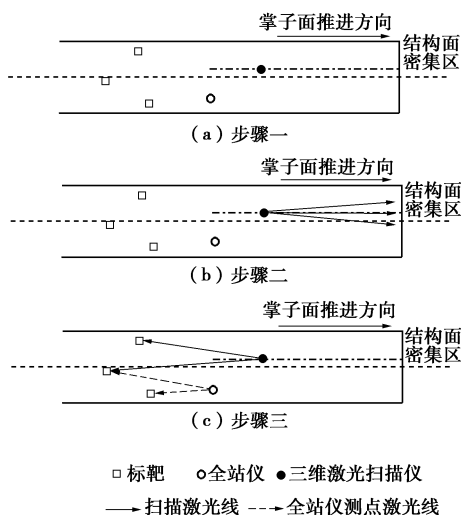 掌子面推进方向
结构面
密集区
(a) 步骤一
掌子面推进方向
结构面
密集区
(b) 步骤二
掌子面推进方向
结构面
密集区
(c) 步骤三
标靶 全站仪 三维激光扫描仪
扫描激光线 全站仪测点激光线